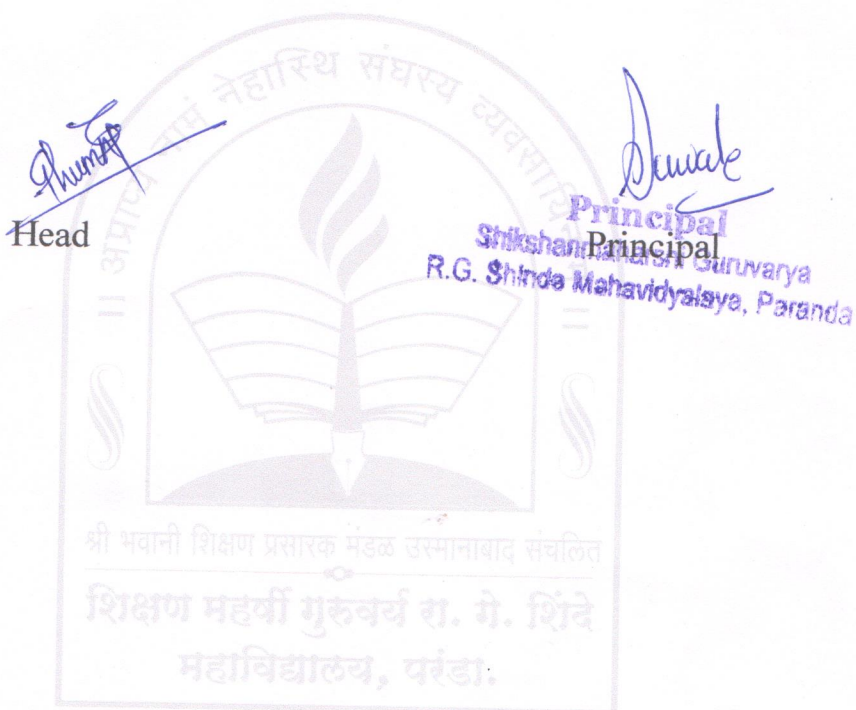 || अप्राप्य नामं नेहास्थि संघस्य व्यवसायिनः ||
Head
Principal
Principal
Shikshanmaharshi Guruvarya
R.G. Shinde Mahavidyalaya, Paranda
श्री भवानी शिक्षण प्रसारक मंडळ उस्मानाबाद संचलित
शिक्षण महर्षी गुरुवर्य रा. गे. शिंदे
महाविद्यालय, परंडा.